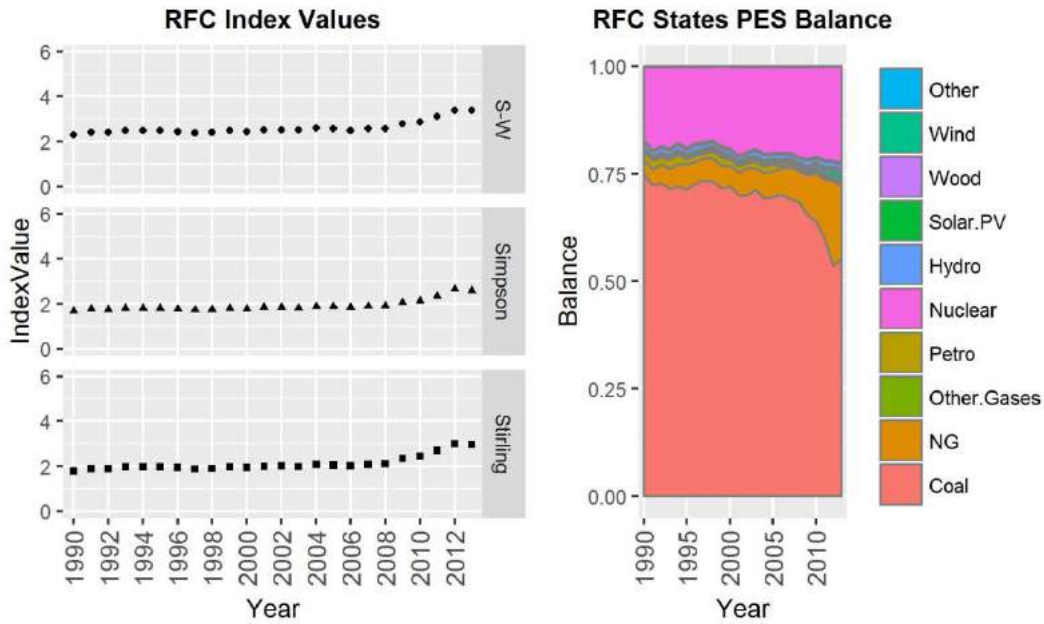 RFC Index Values
6
4
2
0
S-W
6
4
2
0
Simpson
6
4
2
0
Stirling
IndexValue
1990
1992
1994
1996
1998
2000
2002
2004
2006
2008
2010
2012
Year
RFC States PES Balance
1.00
0.75
0.50
0.25
0.00
Balance
1990
1995
2000
2005
2010
Year
Other
Wind
Wood
Solar.PV
Hydro
Nuclear
Petro
Other.Gases
NG
Coal